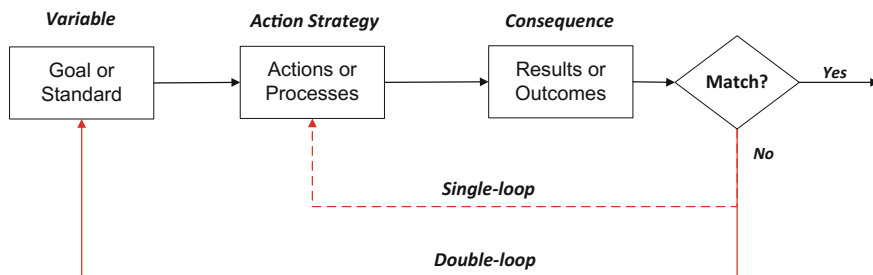 Variable
Action Strategy
Consequence
Goal or
Standard
Actions or
Processes
Results or
Outcomes
Match?
Yes
No
Single-loop
Double-loop